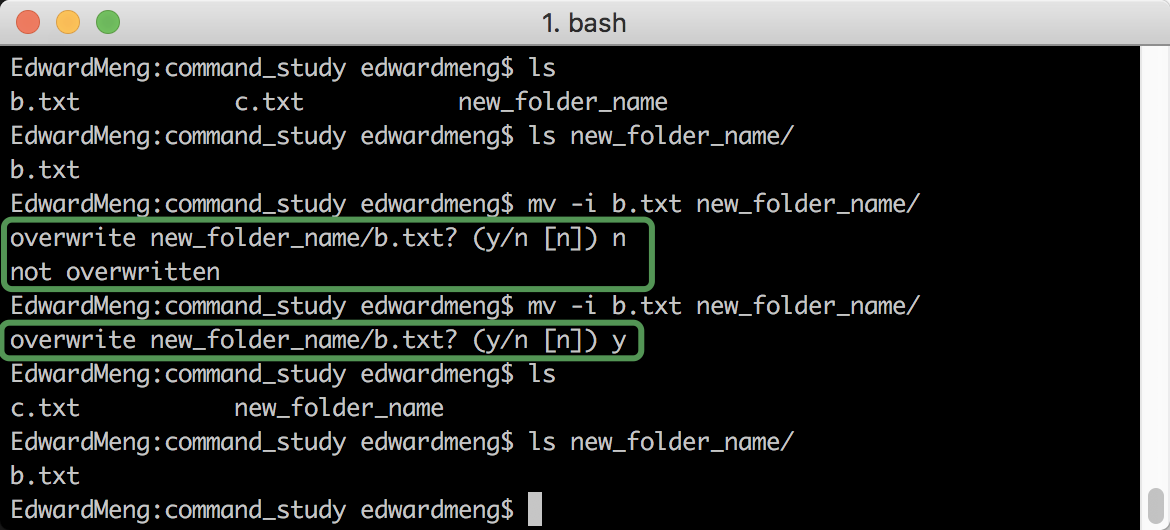 1. bash
EdwardMeng:command_study edwardmeng$ ls
b.txt           c.txt           new_folder_name
EdwardMeng:command_study edwardmeng$ ls new_folder_name/
b.txt
EdwardMeng:command_study edwardmeng$ mv -i b.txt new_folder_name/
overwrite new_folder_name/b.txt? (y/n [n]) n
not overwritten
EdwardMeng:command_study edwardmeng$ mv -i b.txt new_folder_name/
overwrite new_folder_name/b.txt? (y/n [n]) y
EdwardMeng:command_study edwardmeng$ ls
c.txt           new_folder_name
EdwardMeng:command_study edwardmeng$ ls new_folder_name/
b.txt
EdwardMeng:command_study edwardmeng$